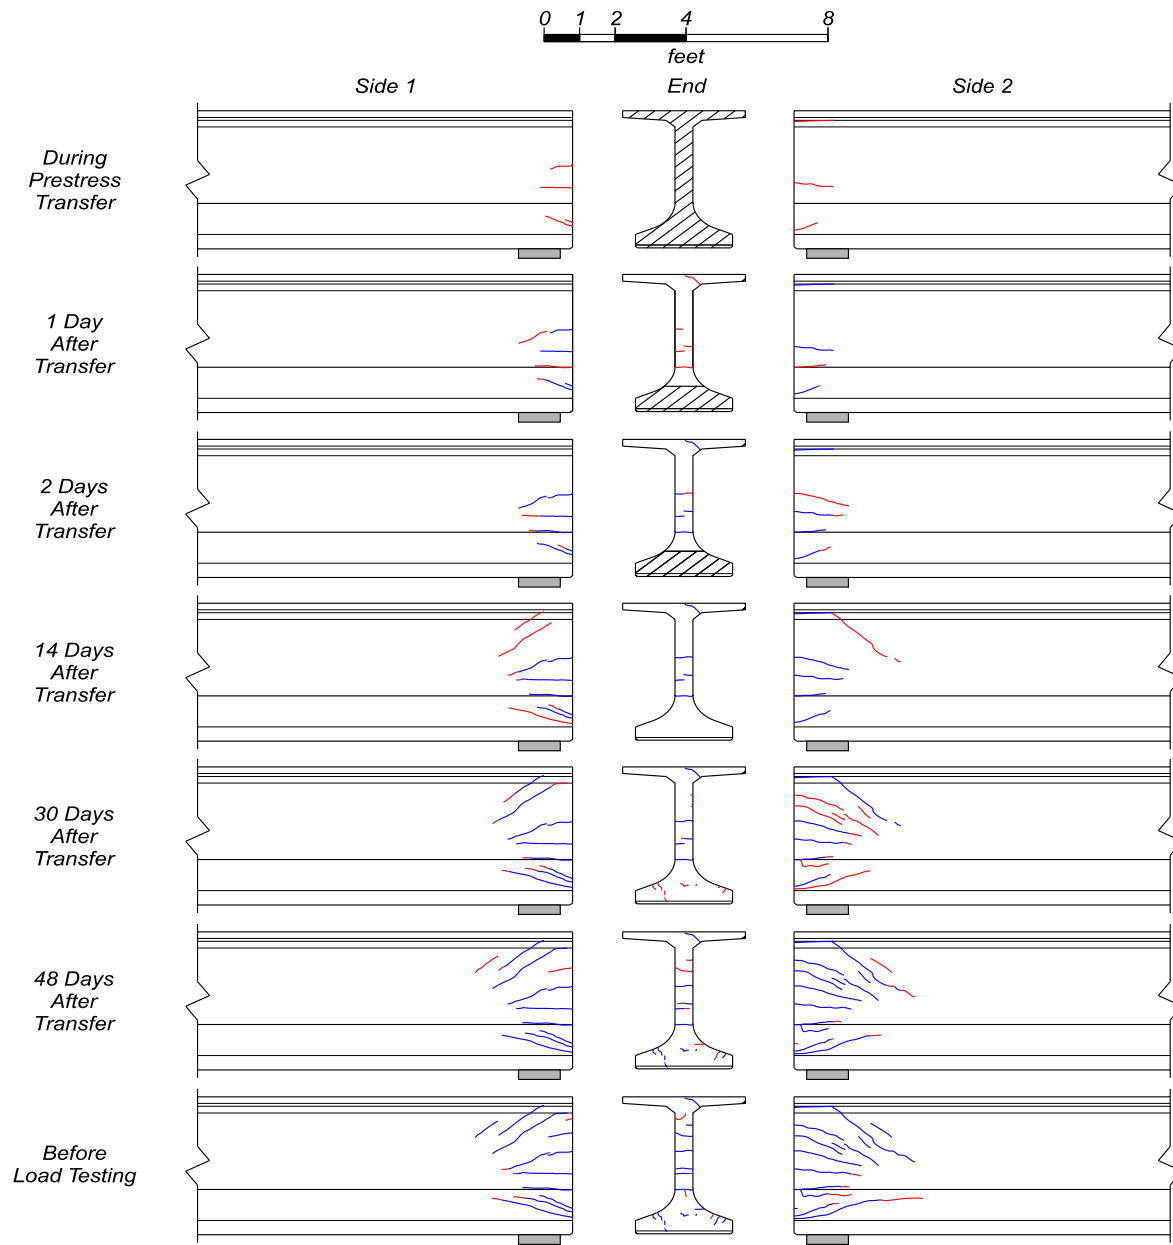 0 1 2 4 8
feet
Side 1 End Side 2
During
Prestress
Transfer
1 Day
After
Transfer
2 Days
After
Transfer
14 Days
After
Transfer
30 Days
After
Transfer
48 Days
After
Transfer
Before
Load Testing